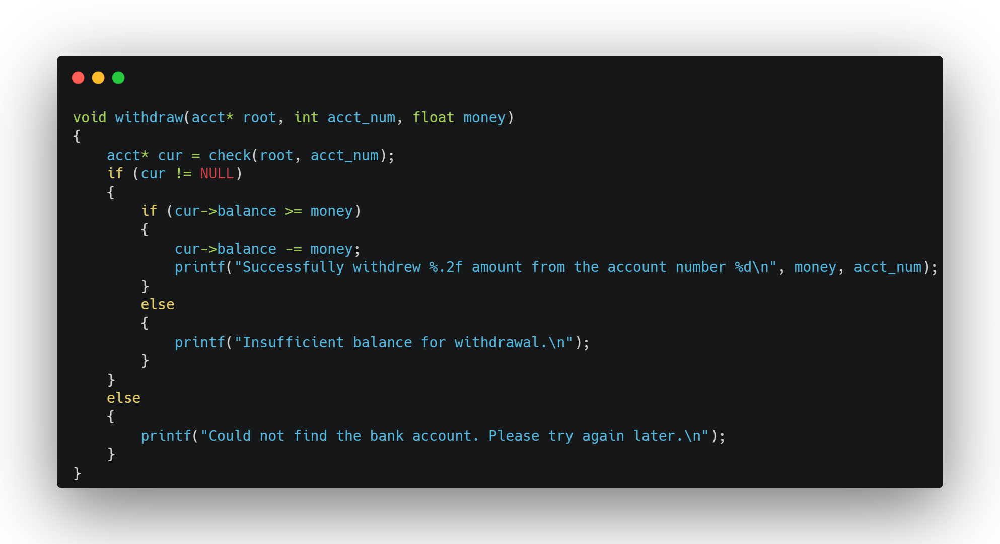 void withdraw(acct* root, int acct_num, float money)
{
    acct* cur = check(root, acct_num);
    if (cur != NULL)
    {
        if (cur->balance >= money)
        {
            cur->balance -= money;
            printf("Successfully withdrew %.2f amount from the account number %d\n", money, acct_num);
        }
        else
        {
            printf("Insufficient balance for withdrawal.\n");
        }
    }
    else
    {
        printf("Could not find the bank account. Please try again later.\n");
    }
}